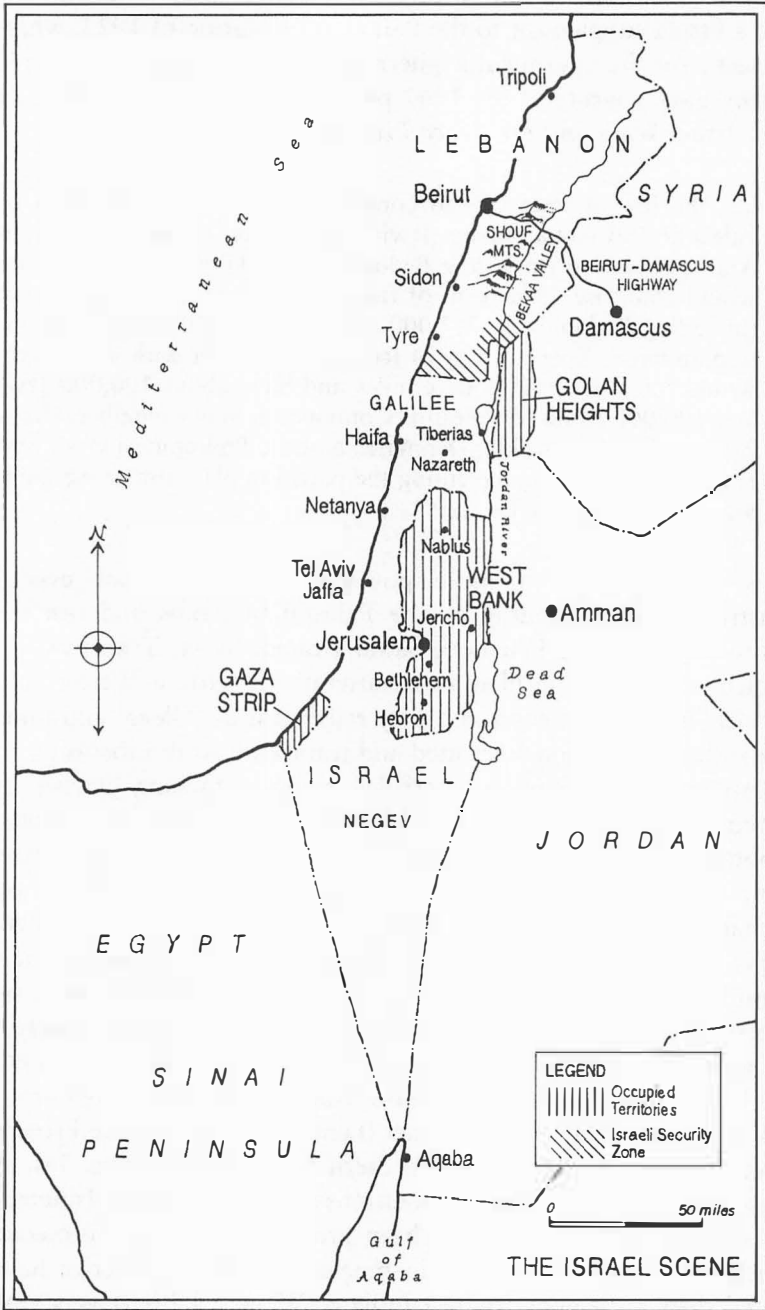 Tripoli
LEBANON
Mediterranean Sea
Beirut
SYRIA
SHOUF
MTS.
BEKAA VALLEY
BEIRUT-DAMASCUS
HIGHWAY
Sidon
Damascus
Tyre
GALILEE
GOLAN
HEIGHTS
Haifa
Tiberias
Nazareth
Jordan River
Netanya
Nablus
Tel Aviv
Jaffa
WEST
BANK
Jericho
Amman
Jerusalem
N
GAZA
STRIP
Bethlehem
Dead
Sea
Hebron
ISRAEL
NEGEV
JORDAN
EGYPT
SINAI
PENINSULA
Aqaba
Gulf
of
Aqaba
LEGEND
Occupied
Territories
Israeli Security
Zone
0 50 miles
THE ISRAEL SCENE